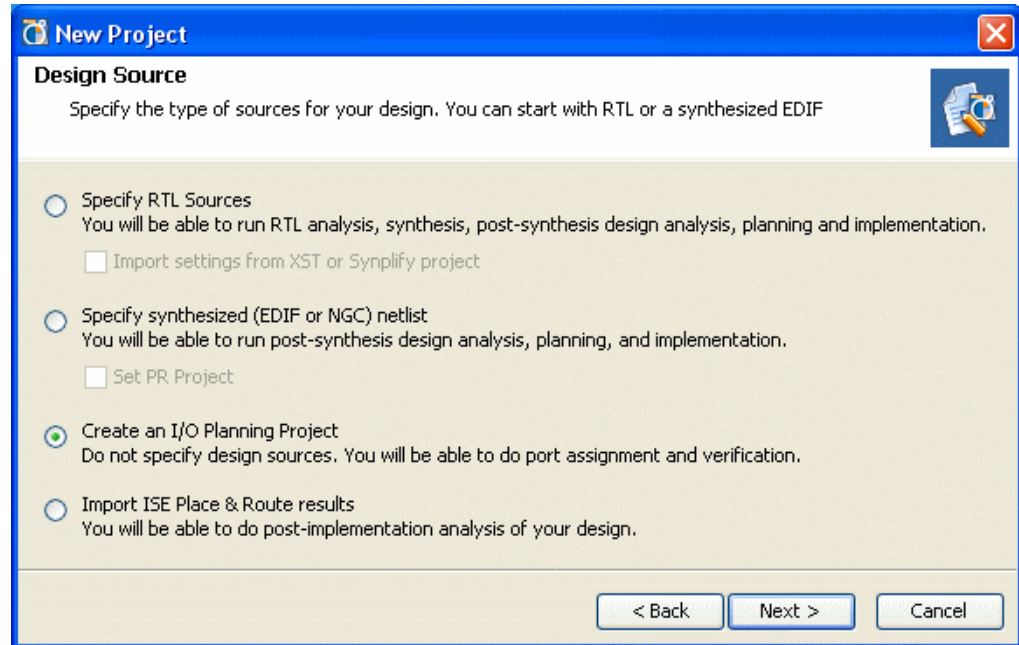 New Project
Design Source
Specify the type of sources for your design. You can start with RTL or a synthesized EDIF
Specify RTL Sources
You will be able to run RTL analysis, synthesis, post-synthesis design analysis, planning and implementation.
Import settings from XST or Synplify project
Specify synthesized (EDIF or NGC) netlist
You will be able to run post-synthesis design analysis, planning, and implementation.
Set PR Project
Create an I/O Planning Project
Do not specify design sources. You will be able to do port assignment and verification.
Import ISE Place & Route results
You will be able to do post-implementation analysis of your design.
< Back Next > Cancel